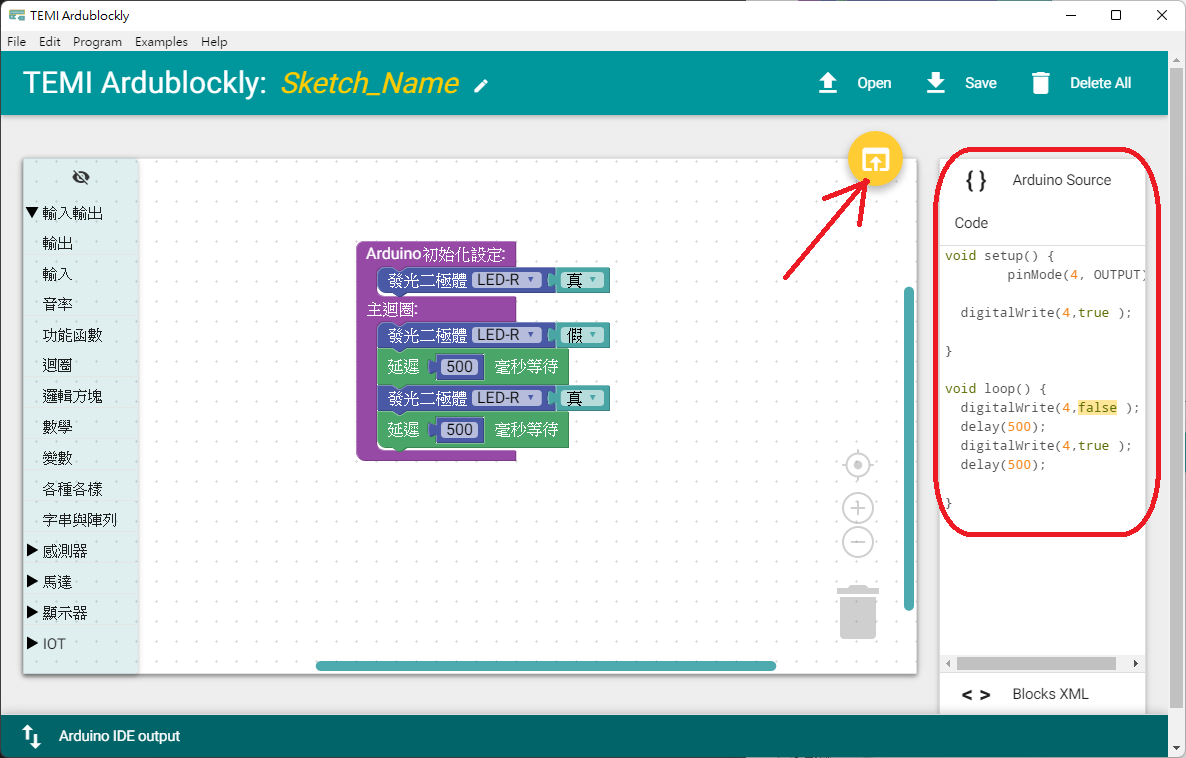 TEMI Ardublockly
File Edit Program Examples Help
TEMI Ardublockly: Sketch_Name
Open
Save
Delete All
▼輸入輸出
輸出
輸入
音率
功能函數
迴圈
邏輯方塊
數學
變數
各種各樣
字串與陣列
▶感測器
▶馬達
▶顯示器
▶IOT
Arduino初始化設定:
發光二極體 LED-R ▼ 真 ▼
主迴圈:
發光二極體 LED-R ▼ 假 ▼
延遲 500 毫秒等待
發光二極體 LED-R ▼ 真 ▼
延遲 500 毫秒等待
{} Arduino Source
Code
void setup() {
pinMode(4, OUTPUT)
digitalWrite(4,true );
}
void loop() {
digitalWrite(4,false );
delay(500);
digitalWrite(4,true );
delay(500);
}
< > Blocks XML
Arduino IDE output